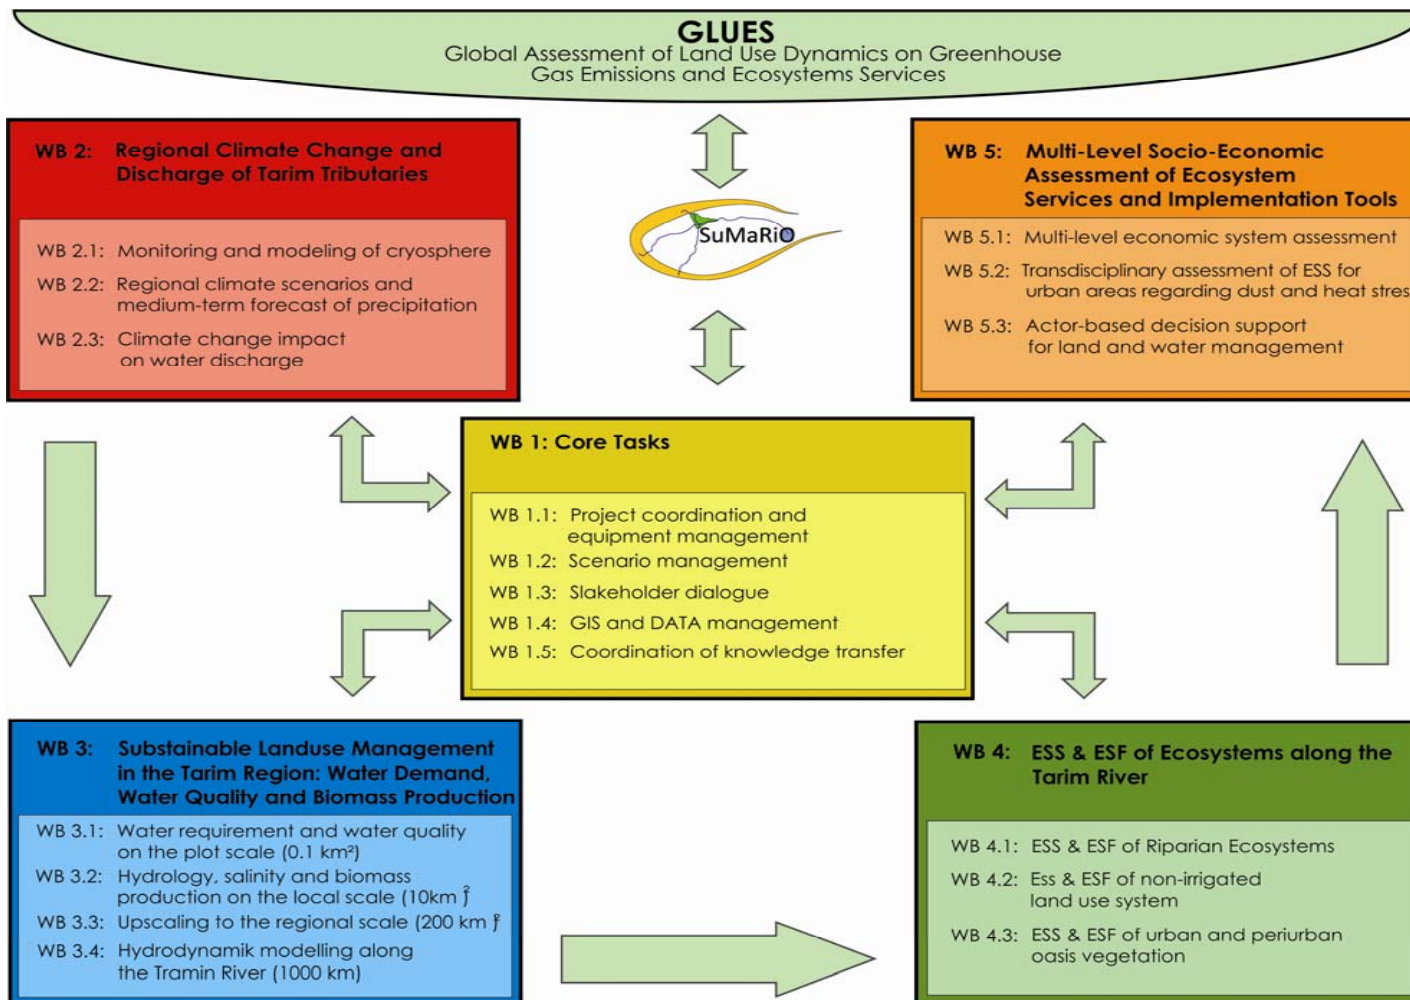 GLUES
Global Assessment of Land Use Dynamics on Greenhouse
Gas Emissions and Ecosystems Services
WB 2: Regional Climate Change and
Discharge of Tarim Tributaries
WB 2.1: Monitoring and modeling of cryosphere
WB 2.2: Regional climate scenarios and
medium-term forecast of precipitation
WB 2.3: Climate change impact
on water discharge
SuMaRiO
WB 5: Multi-Level Socio-Economic
Assessment of Ecosystem
Services and Implementation Tools
WB 5.1: Multi-level economic system assessment
WB 5.2: Transdisciplinary assessment of ESS for
urban areas regarding dust and heat stres
WB 5.3: Actor-based decision support
for land and water management
WB 1: Core Tasks
WB 1.1: Project coordination and
equipment management
WB 1.2: Scenario management
WB 1.3: Slakeholder dialogue
WB 1.4: GIS and DATA management
WB 1.5: Coordination of knowledge transfer
WB 3: Substainable Landuse Management
in the Tarim Region: Water Demand,
Water Quality and Biomass Production
WB 3.1: Water requirement and water quality
on the plot scale (0.1 km²)
WB 3.2: Hydrology, salinity and biomass
production on the local scale (10km²)
WB 3.3: Upscaling to the regional scale (200 km²)
WB 3.4: Hydrodynamik modelling along
the Tramin River (1000 km)
WB 4: ESS & ESF of Ecosystems along the
Tarim River
WB 4.1: ESS & ESF of Riparian Ecosystems
WB 4.2: Ess & ESF of non-irrigated
land use system
WB 4.3: ESS & ESF of urban and periurban
oasis vegetation